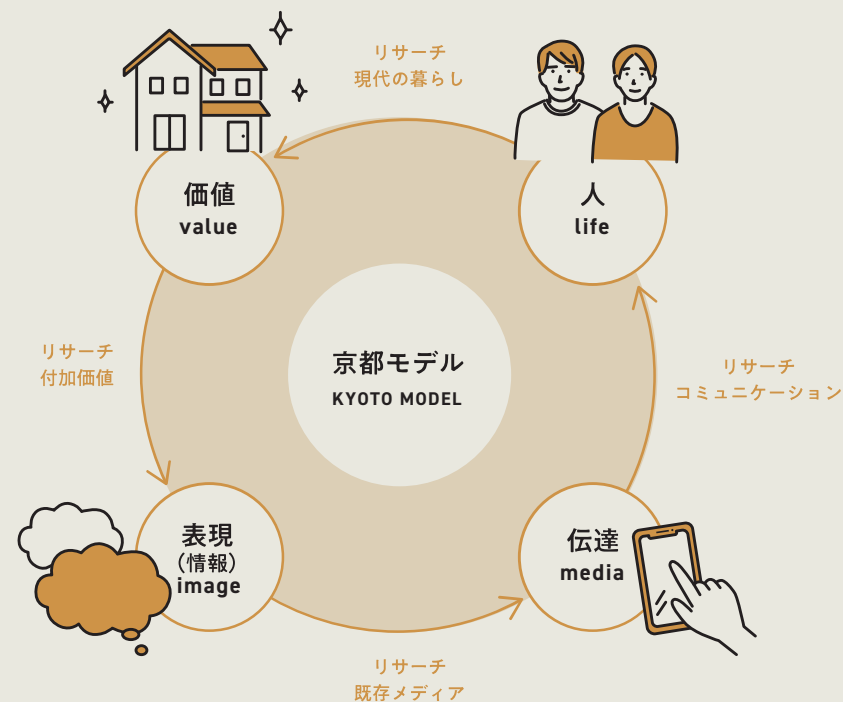 リサーチ
現代の暮らし
価値
value
人
life
リサーチ
付加価値
京都モデル
KYOTO MODEL
リサーチ
コミュニケーション
表現
（情報）
image
伝達
media
リサーチ
既存メディア